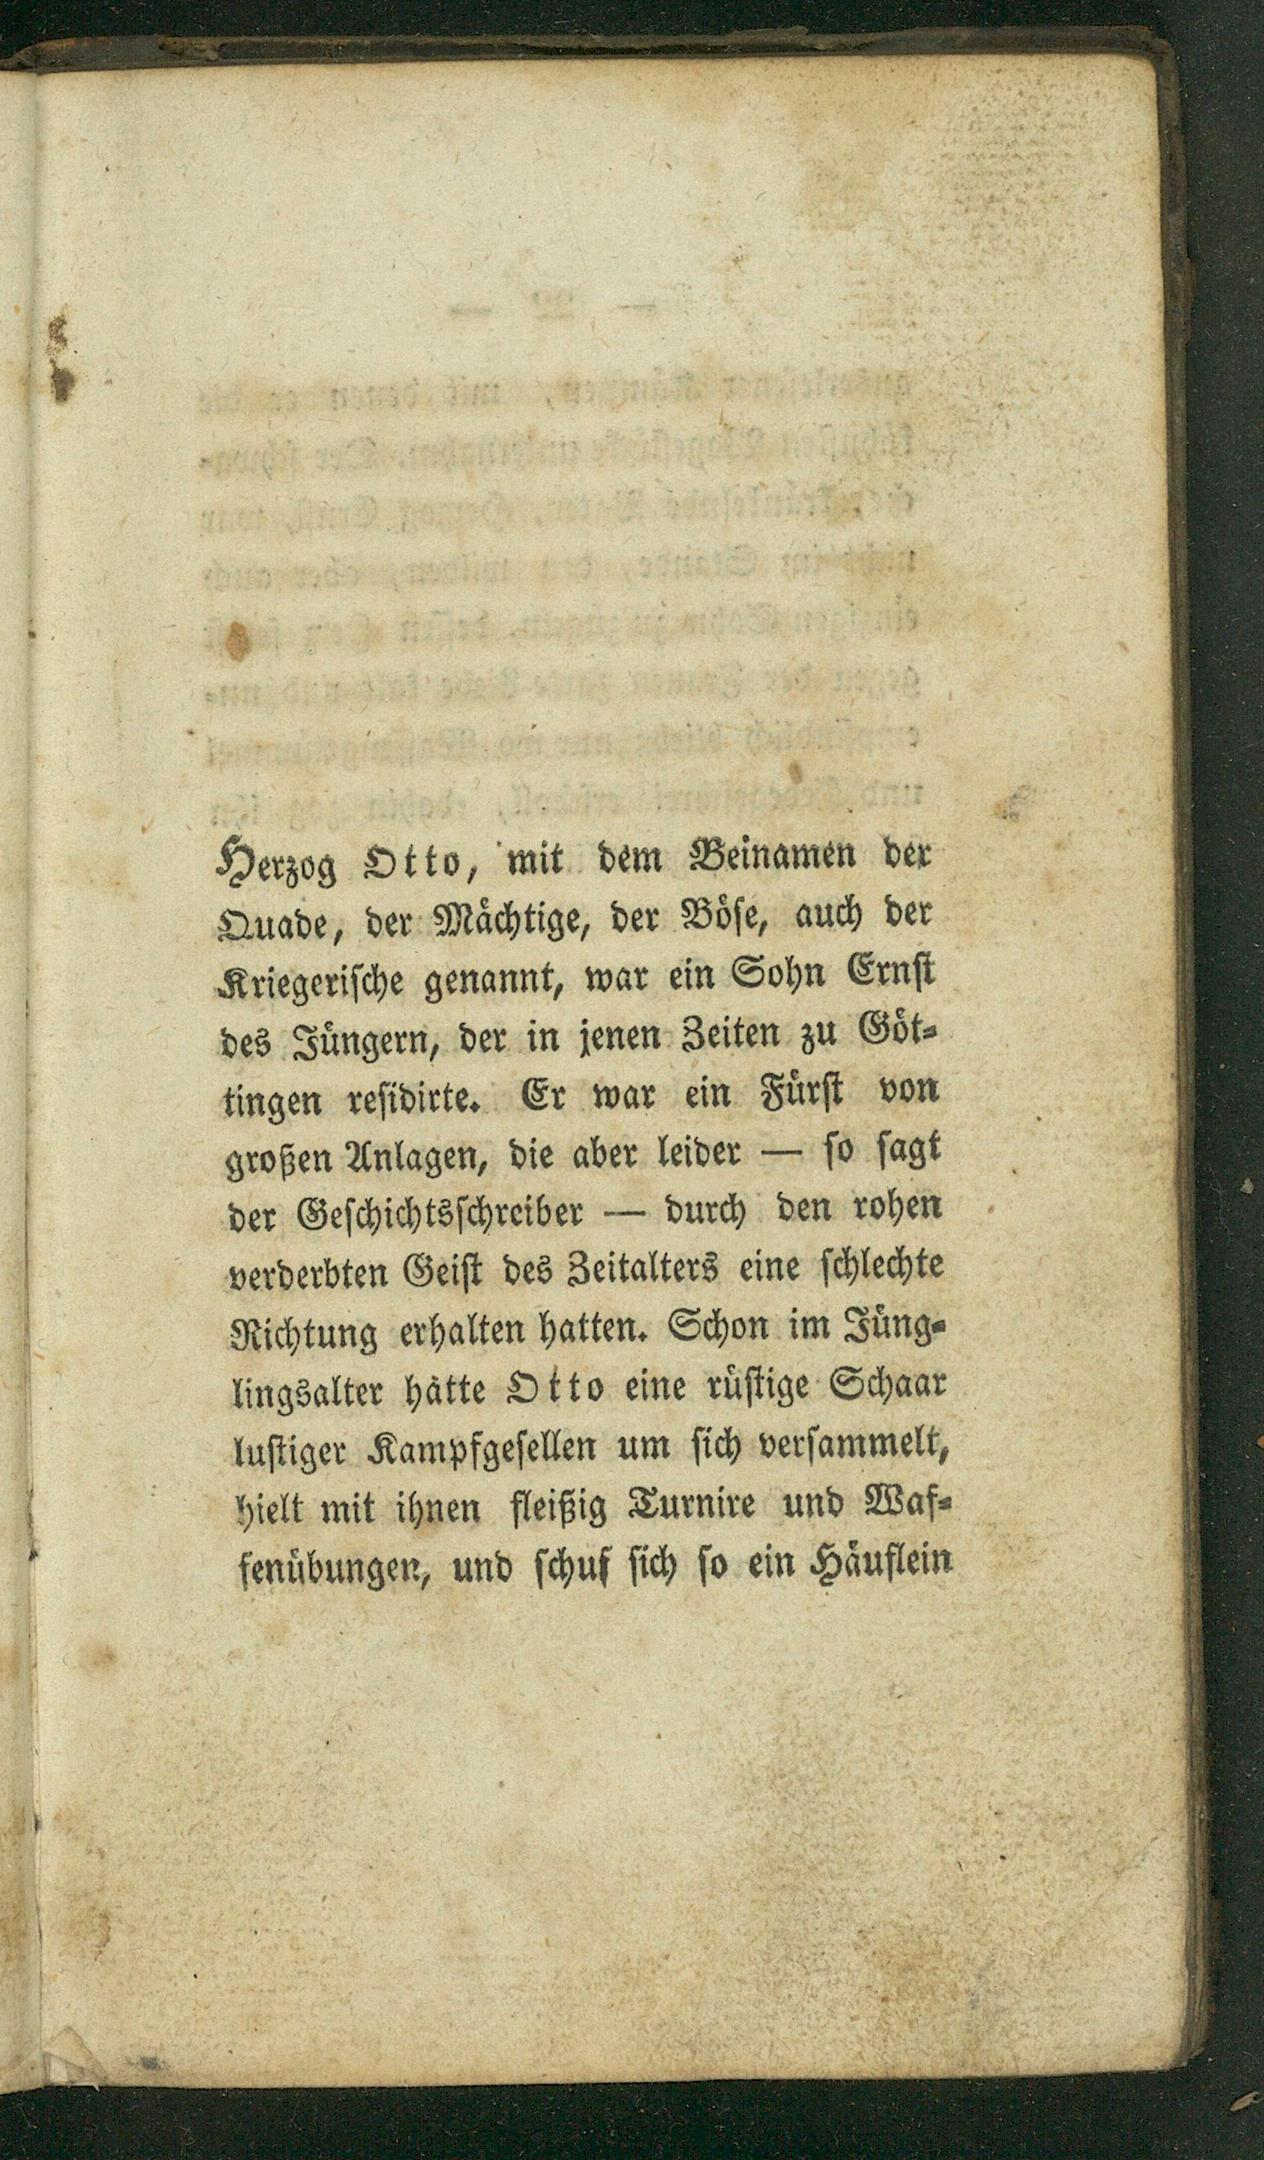 Herzog Otto, mit dem Beinamen der
Quade, der Mächtige, der Böse, auch der
Kriegerische genannt, war ein Sohn Ernst
des Jüngern, der in jenen Zeiten zu Göt-
tingen residirte. Er war ein Fürst von
großen Anlagen, die aber leider — so sagt
der Geschichtsschreiber — durch den rohen
verderbten Geist des Zeitalters eine schlechte
Richtung erhalten hatten. Schon im Jüng-
lingsalter hatte Otto eine rüstige Schaar
lustiger Kampfgesellen um sich versammelt,
hielt mit ihnen fleißig Turnire und Waf-
fenübungen, und schuf sich so ein Häuflein